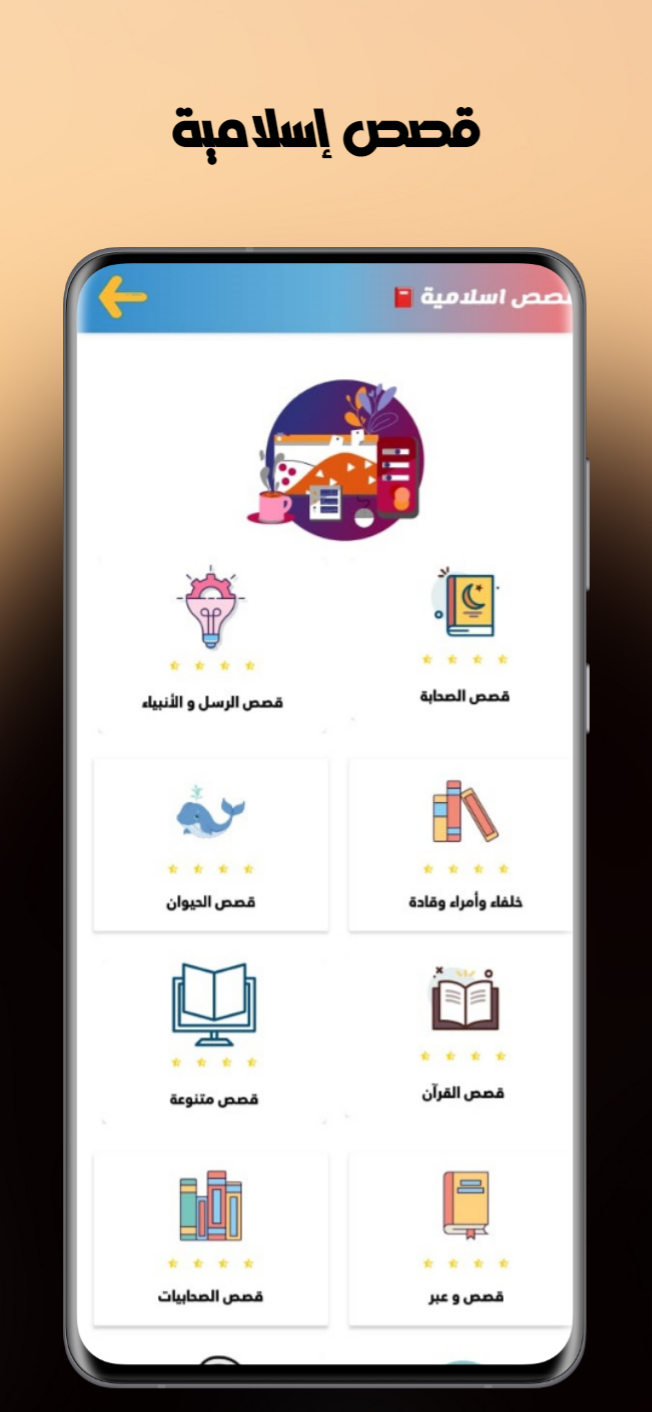 قصص إسلامية
قصص اسلامية
قصص الصحابة
قصص الرسل و الأنبياء
خلفاء وأمراء وقادة
قصص الحيوان
قصص القرآن
قصص متنوعة
قصص و عبر
قصص الصحابيات